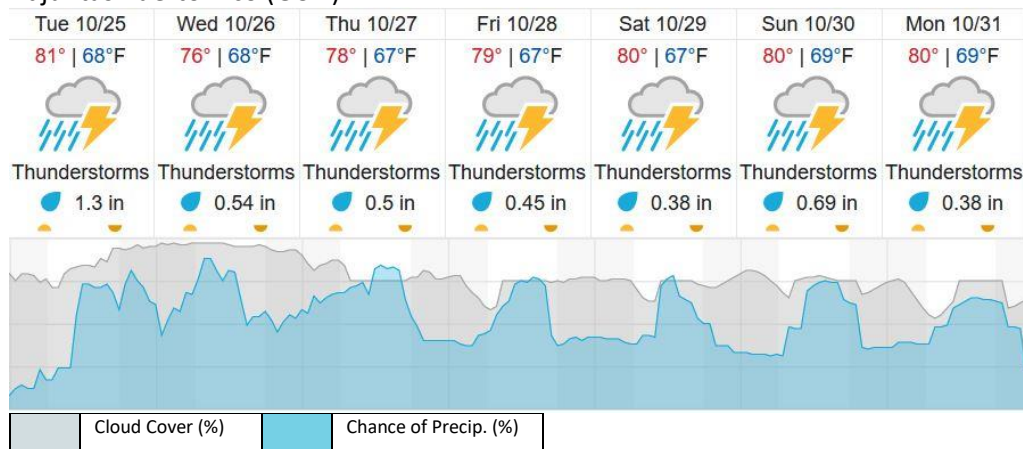 Tue 10/25 Wed 10/26 Thu 10/27 Fri 10/28 Sat 10/29 Sun 10/30 Mon 10/31
81° | 68°F 76° | 68°F 78° | 67°F 79° | 67°F 80° | 67°F 80° | 69°F 80° | 69°F
Thunderstorms Thunderstorms Thunderstorms Thunderstorms Thunderstorms Thunderstorms Thunderstorms
1.3 in 0.54 in 0.5 in 0.45 in 0.38 in 0.69 in 0.38 in
Cloud Cover (%) Chance of Precip. (%)